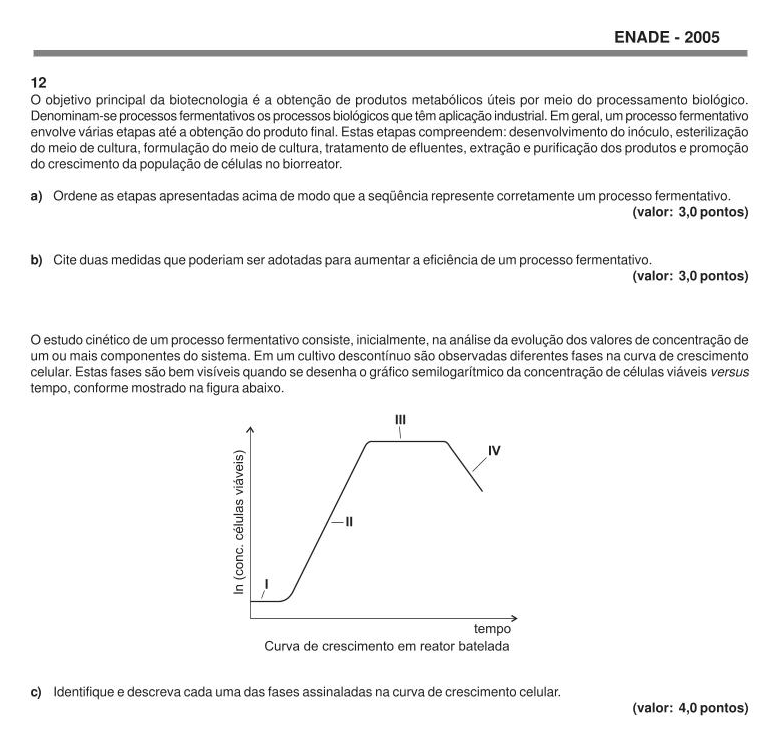 ENADE - 2005
12
O objetivo principal da biotecnologia é a obtenção de produtos metabólicos úteis por meio do processamento biológico.
Denominam-se processos fermentativos os processos biológicos que têm aplicação industrial. Em geral, um processo fermentativo
envolve várias etapas até a obtenção do produto final. Estas etapas compreendem: desenvolvimento do inóculo, esterilização
do meio de cultura, formulação do meio de cultura, tratamento de efluentes, extração e purificação dos produtos e promoção
do crescimento da população de células no biorreator.
a) Ordene as etapas apresentadas acima de modo que a seqüência represente corretamente um processo fermentativo.
(valor: 3,0 pontos)
b) Cite duas medidas que poderiam ser adotadas para aumentar a eficiência de um processo fermentativo.
(valor: 3,0 pontos)
O estudo cinético de um processo fermentativo consiste, inicialmente, na análise da evolução dos valores de concentração de
um ou mais componentes do sistema. Em um cultivo descontínuo são observadas diferentes fases na curva de crescimento
celular. Estas fases são bem visíveis quando se desenha o gráfico semilogarítmico da concentração de células viáveis versus
tempo, conforme mostrado na figura abaixo.
III
IV
II
I
ln (conc. células viáveis)
tempo
Curva de crescimento em reator batelada
c) Identifique e descreva cada uma das fases assinaladas na curva de crescimento celular.
(valor: 4,0 pontos)